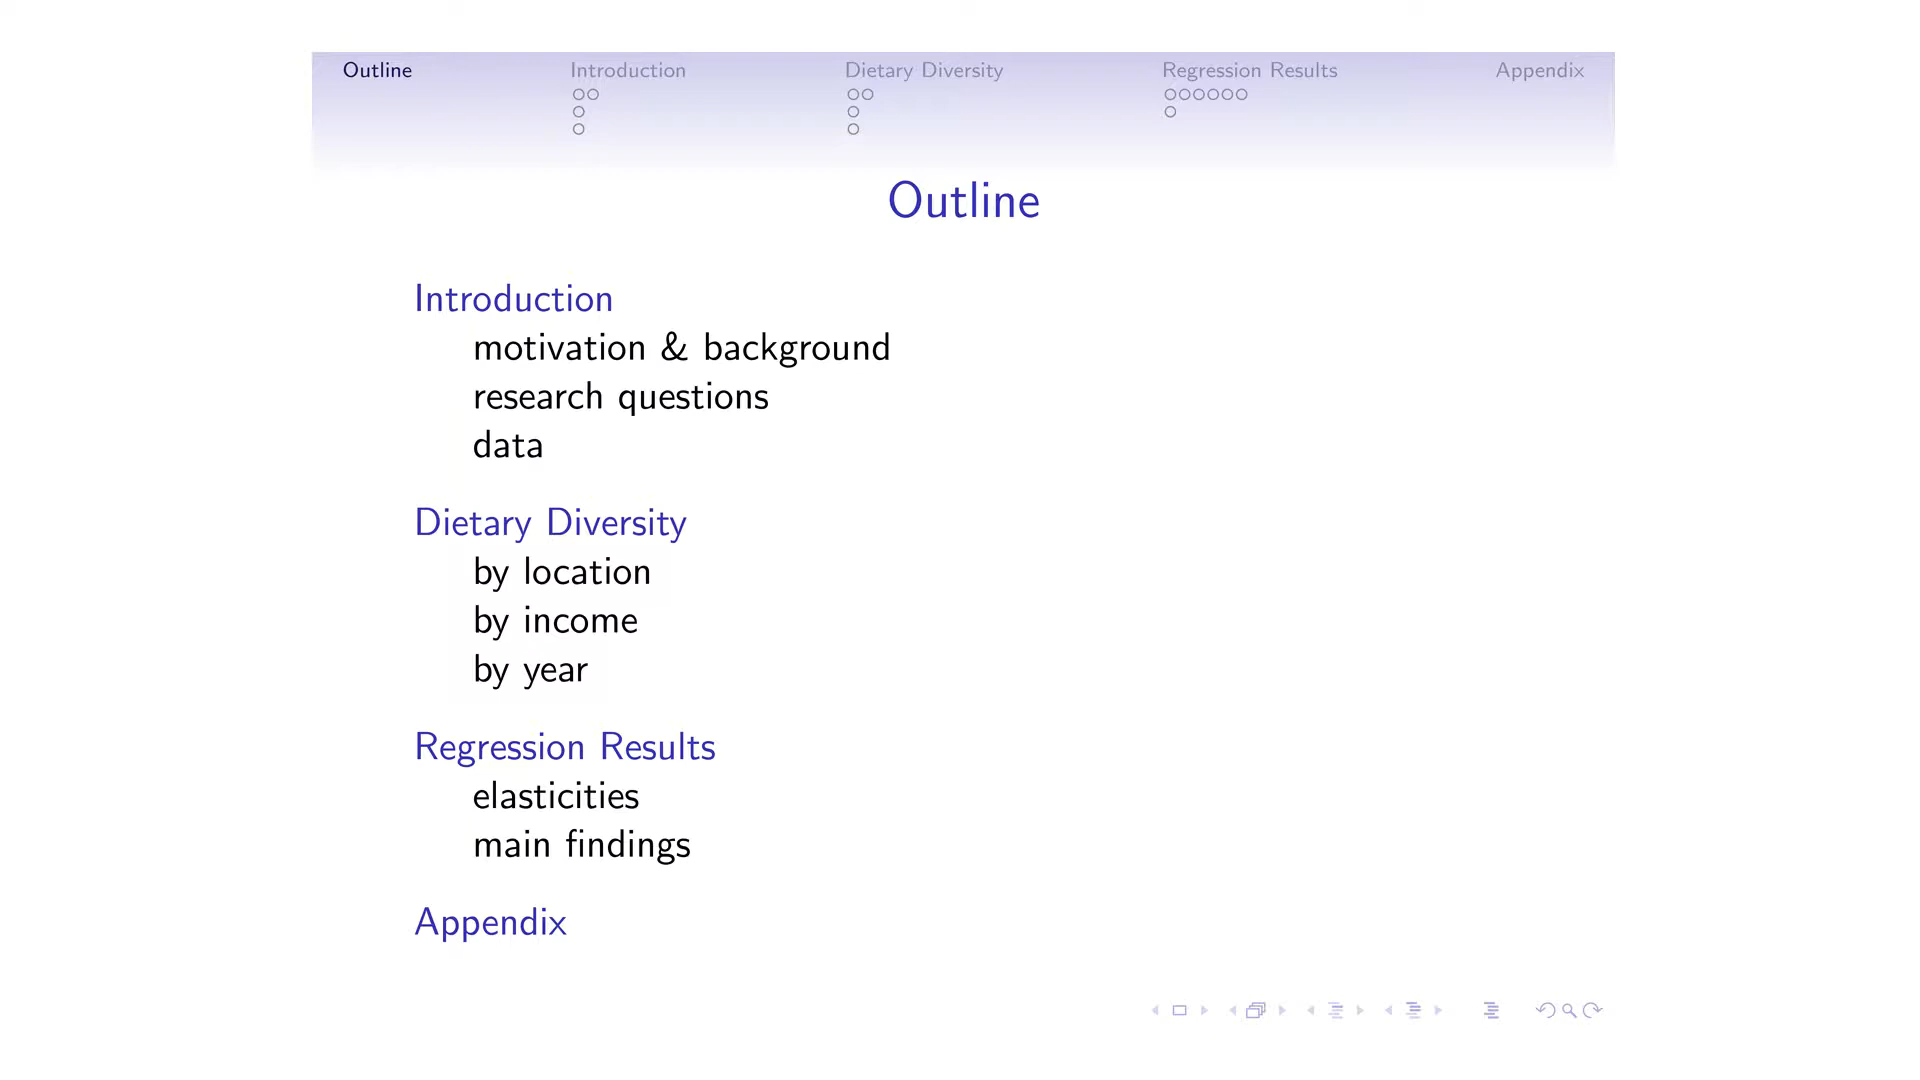 Outline Introduction Dietary Diversity Regression Results Appendix
Outline
Introduction
motivation & background
research questions
data
Dietary Diversity
by location
by income
by year
Regression Results
elasticities
main findings
Appendix